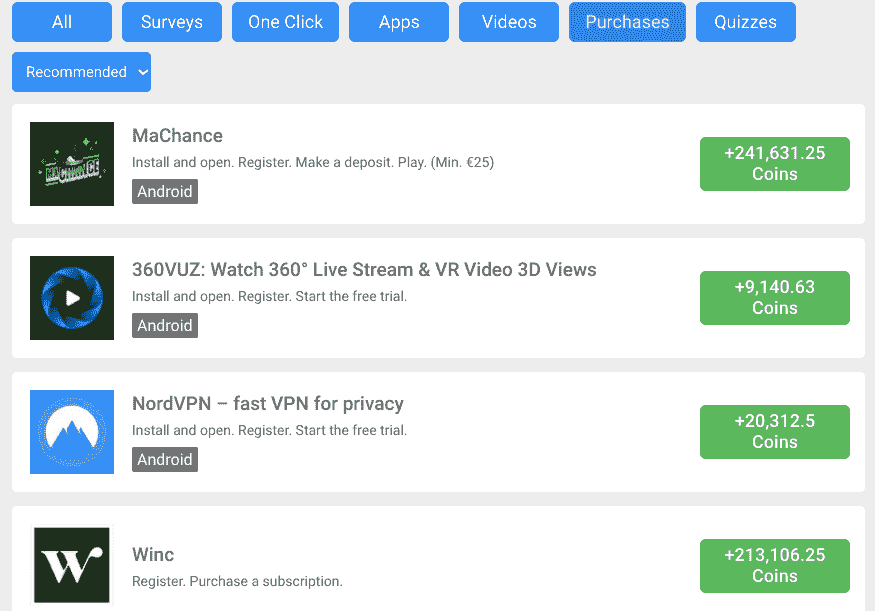 All Surveys One Click Apps Videos Purchases Quizzes
Recommended
MACHANCE
MaChance
Install and open. Register. Make a deposit. Play. (Min. €25)
Android
+241,631.25
Coins
360VUZ: Watch 360° Live Stream & VR Video 3D Views
Install and open. Register. Start the free trial.
Android
+9,140.63
Coins
NordVPN – fast VPN for privacy
Install and open. Register. Start the free trial.
Android
+20,312.5
Coins
W
Winc
Register. Purchase a subscription.
+213,106.25
Coins